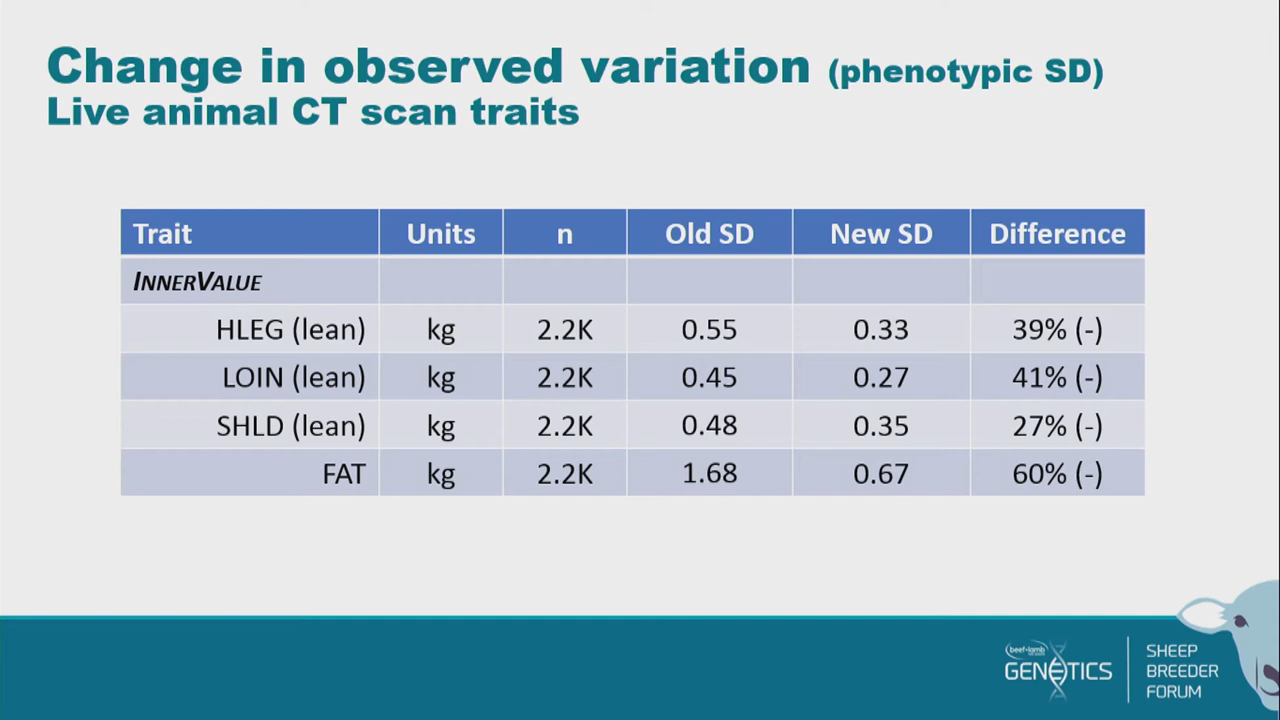 Change in observed variation (phenotypic SD)
Live animal CT scan traits
Trait Units n Old SD New SD Difference
INNERVALUE
HLEG (lean) kg 2.2K 0.55 0.33 39% (-)
LOIN (lean) kg 2.2K 0.45 0.27 41% (-)
SHLD (lean) kg 2.2K 0.48 0.35 27% (-)
FAT kg 2.2K 1.68 0.67 60% (-)
beef+lamb
GENETICS
SHEEP
BREEDER
FORUM